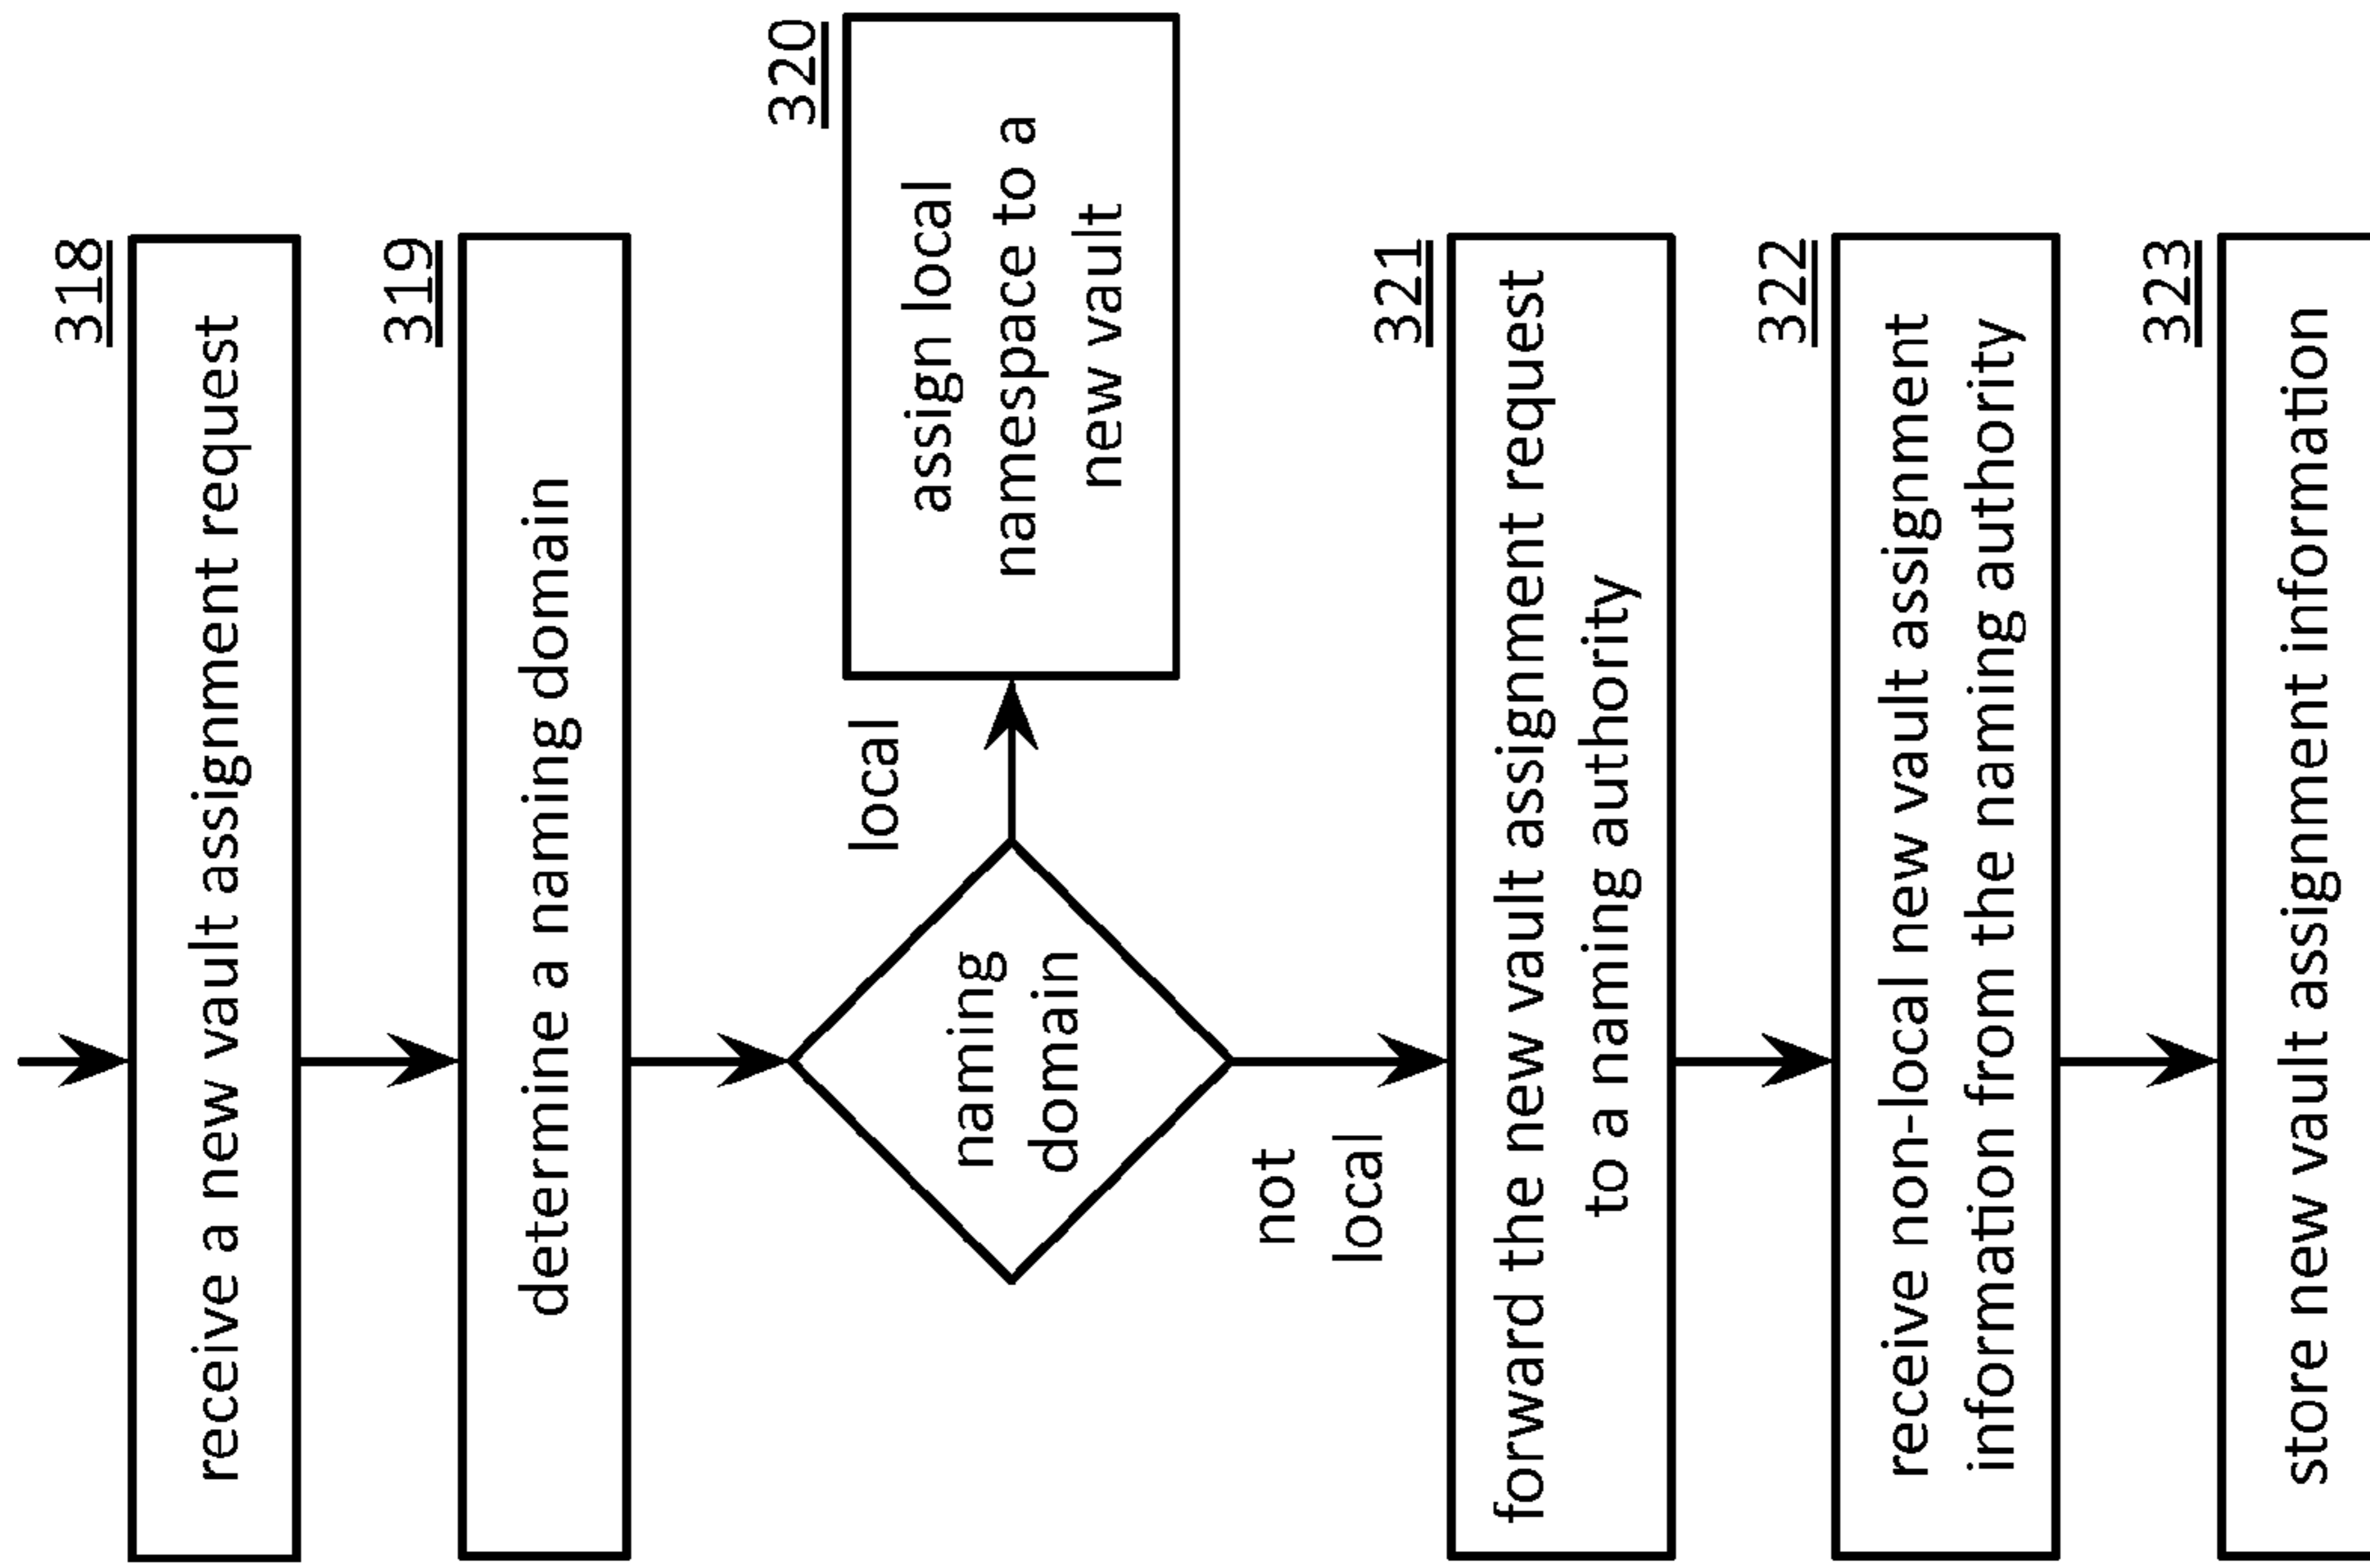 318
receive a new vault assignment request
319
determine a naming domain
naming
domain
local
320
assign local
namespace to a
new vault
not
local
321
forward the new vault assignment request
to a naming authority
322
receive non-local new vault assignment
information from the naming authority
323
store new vault assignment information